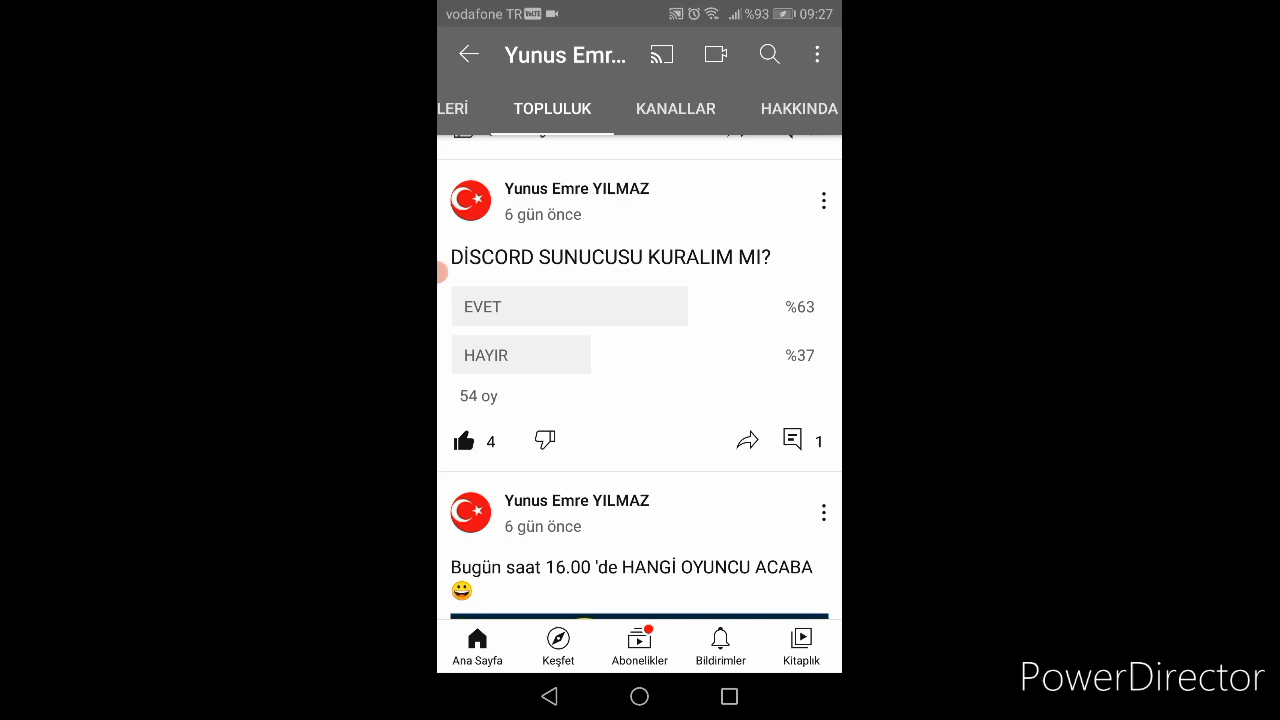 vodafone TR VoLTE %93 09:27
Yunus Emr...
LERİ TOPLULUK KANALLAR HAKKINDA
Yunus Emre YILMAZ
6 gün önce
DİSCORD SUNUCUSU KURALIM MI?
EVET %63
HAYIR %37
54 oy
4 1
Yunus Emre YILMAZ
6 gün önce
Bugün saat 16.00 'de HANGİ OYUNCU ACABA
😀
Ana Sayfa Keşfet Abonelikler Bildirimler Kitaplık
PowerDirector